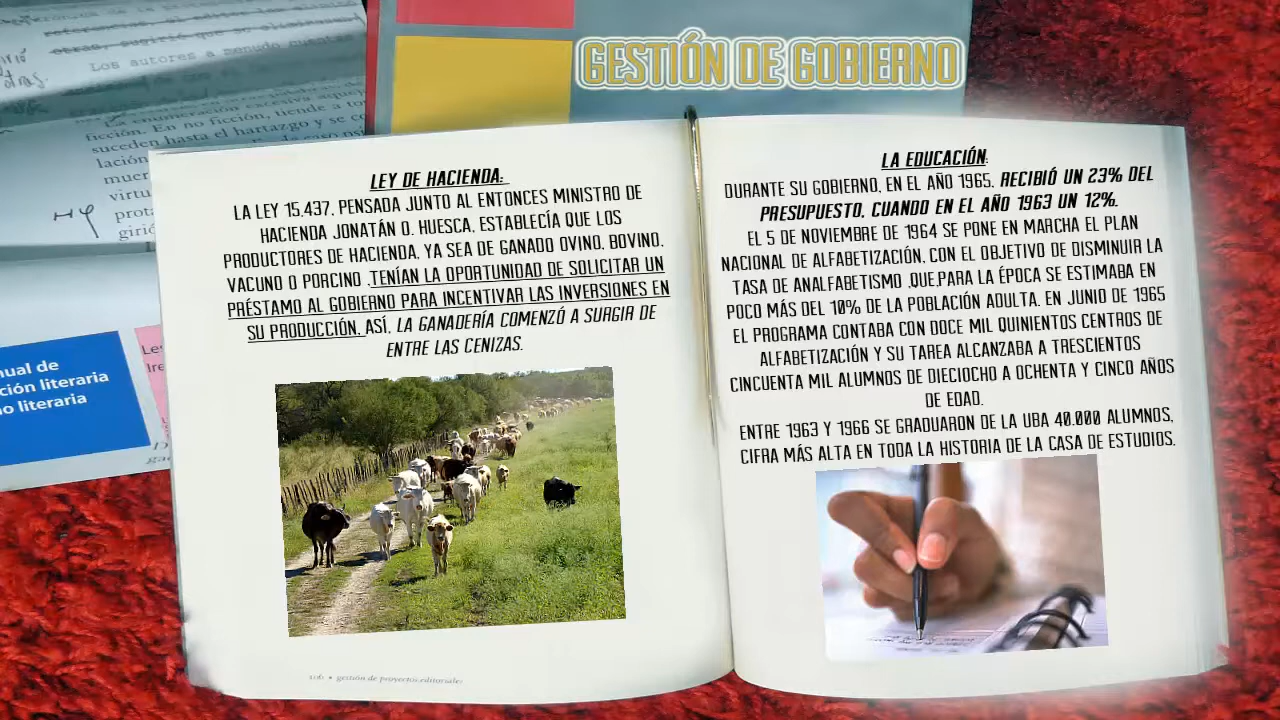 GESTIÓN DE GOBIERNO
Los autores a menudo
enumeración excesiva
ficción. En no ficción, tiende a
suceden hasta el hartazgo y se
lación
nual de
ción literaria
o literaria
LEY DE HACIENDA:
LA LEY 15.437, PENSADA JUNTO AL ENTONCES MINISTRO DE
HACIENDA JONATÁN O. HUESCA, ESTABLECÍA QUE LOS
PRODUCTORES DE HACIENDA, YA SEA DE GANADO OVINO, BOVINO,
VACUNO O PORCINO ,TENÍAN LA OPORTUNIDAD DE SOLICITAR UN
PRÉSTAMO AL GOBIERNO PARA INCENTIVAR LAS INVERSIONES EN
SU PRODUCCIÓN. ASÍ, LA GANADERÍA COMENZÓ A SURGIR DE
ENTRE LAS CENIZAS.
106 • gestión de proyectos editoriales
LA EDUCACIÓN:
DURANTE SU GOBIERNO, EN EL AÑO 1965, RECIBIÓ UN 23% DEL
PRESUPUESTO, CUANDO EN EL AÑO 1963 UN 12%.
EL 5 DE NOVIEMBRE DE 1964 SE PONE EN MARCHA EL PLAN
NACIONAL DE ALFABETIZACIÓN, CON EL OBJETIVO DE DISMINUIR LA
TASA DE ANALFABETISMO ,QUE,PARA LA ÉPOCA SE ESTIMABA EN
POCO MÁS DEL 10% DE LA POBLACIÓN ADULTA. EN JUNIO DE 1965
EL PROGRAMA CONTABA CON DOCE MIL QUINIENTOS CENTROS DE
ALFABETIZACIÓN Y SU TAREA ALCANZABA A TRESCIENTOS
CINCUENTA MIL ALUMNOS DE DIECIOCHO A OCHENTA Y CINCO AÑOS
DE EDAD.
ENTRE 1963 Y 1966 SE GRADUARON DE LA UBA 40.000 ALUMNOS,
CIFRA MÁS ALTA EN TODA LA HISTORIA DE LA CASA DE ESTUDIOS.